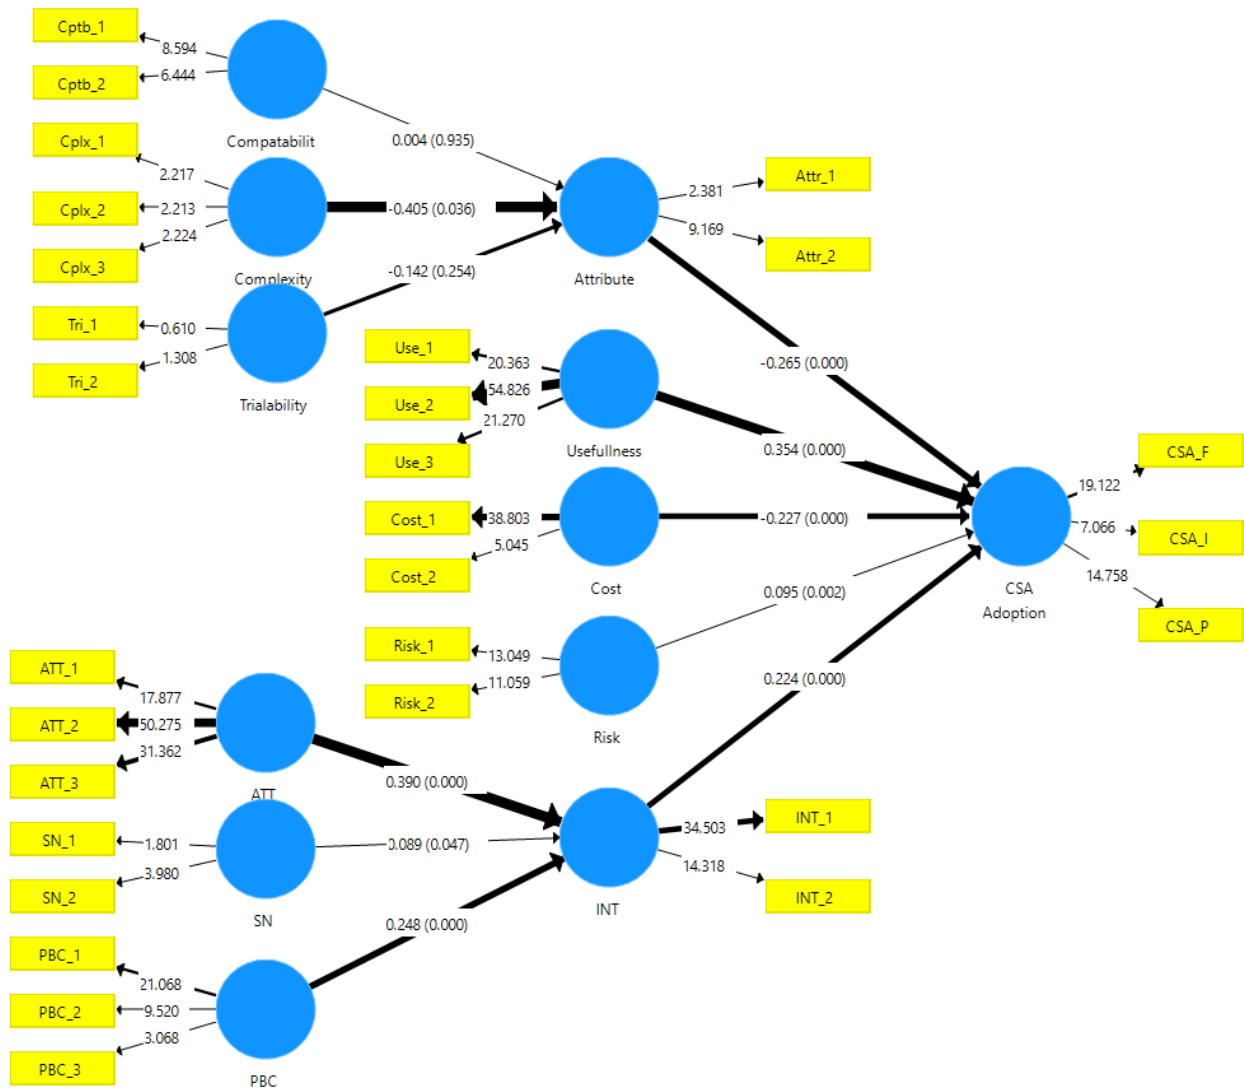 Cptb_1
8.594
Cptb_2
6.444
Compatabilit
0.004 (0.935)
Cplx_1
2.217
Cplx_2
2.213
Cplx_3
2.224
Complexity
-0.405 (0.036)
Attribute
2.381
Attr_1
9.169
Attr_2
Tri_1
0.610
Tri_2
1.308
Trialability
-0.142 (0.254)
-0.265 (0.000)
Use_1
20.363
Use_2
54.826
Use_3
21.270
Usefullness
0.354 (0.000)
Cost_1
38.803
Cost_2
5.045
Cost
-0.227 (0.000)
CSA
Adoption
19.122
CSA_F
7.066
CSA_I
14.758
CSA_P
Risk_1
13.049
Risk_2
11.059
Risk
0.095 (0.002)
0.224 (0.000)
ATT_1
17.877
ATT_2
50.275
ATT_3
31.362
ATT
0.390 (0.000)
SN_1
1.801
SN_2
3.980
SN
0.089 (0.047)
INT
34.503
INT_1
14.318
INT_2
PBC_1
21.068
PBC_2
9.520
PBC_3
3.068
PBC
0.248 (0.000)